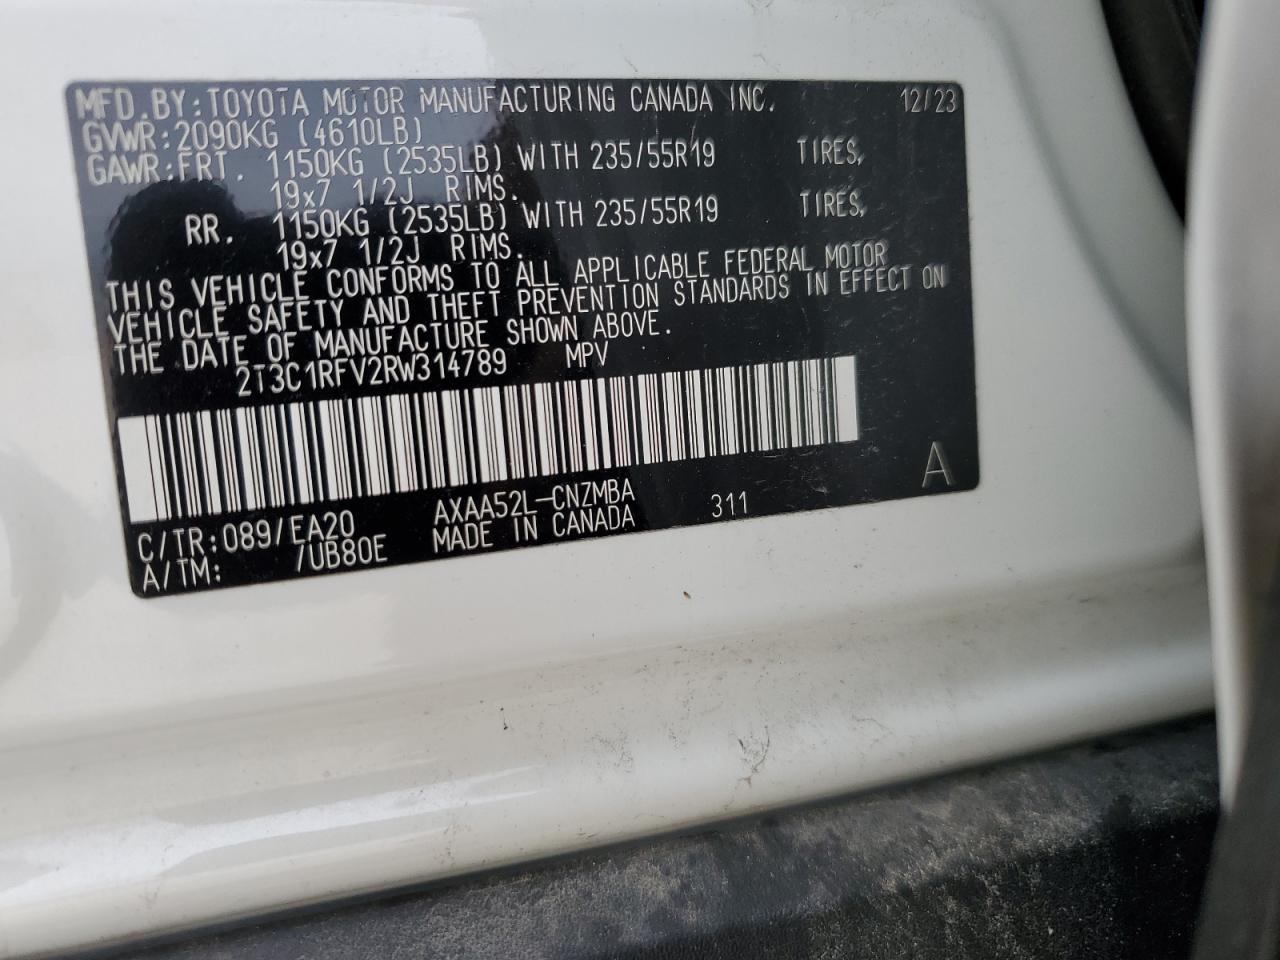 MFD.BY:TOYOTA MOTOR MANUFACTURING CANADA INC. 12/23
GVWR:2090KG (4610LB)
GAWR:FRT. 1150KG (2535LB) WITH 235/55R19 TIRES,
19x7 1/2J RIMS.
RR. 1150KG (2535LB) WITH 235/55R19 TIRES,
19x7 1/2J RIMS.
THIS VEHICLE CONFORMS TO ALL APPLICABLE FEDERAL MOTOR
VEHICLE SAFETY AND THEFT PREVENTION STANDARDS IN EFFECT ON
THE DATE OF MANUFACTURE SHOWN ABOVE.
2T3C1RFV2RW314789 MPV
A
C/TR:089/EA20 AXAA52L-CNZMBA 311
A/TM: /UB80E MADE IN CANADA